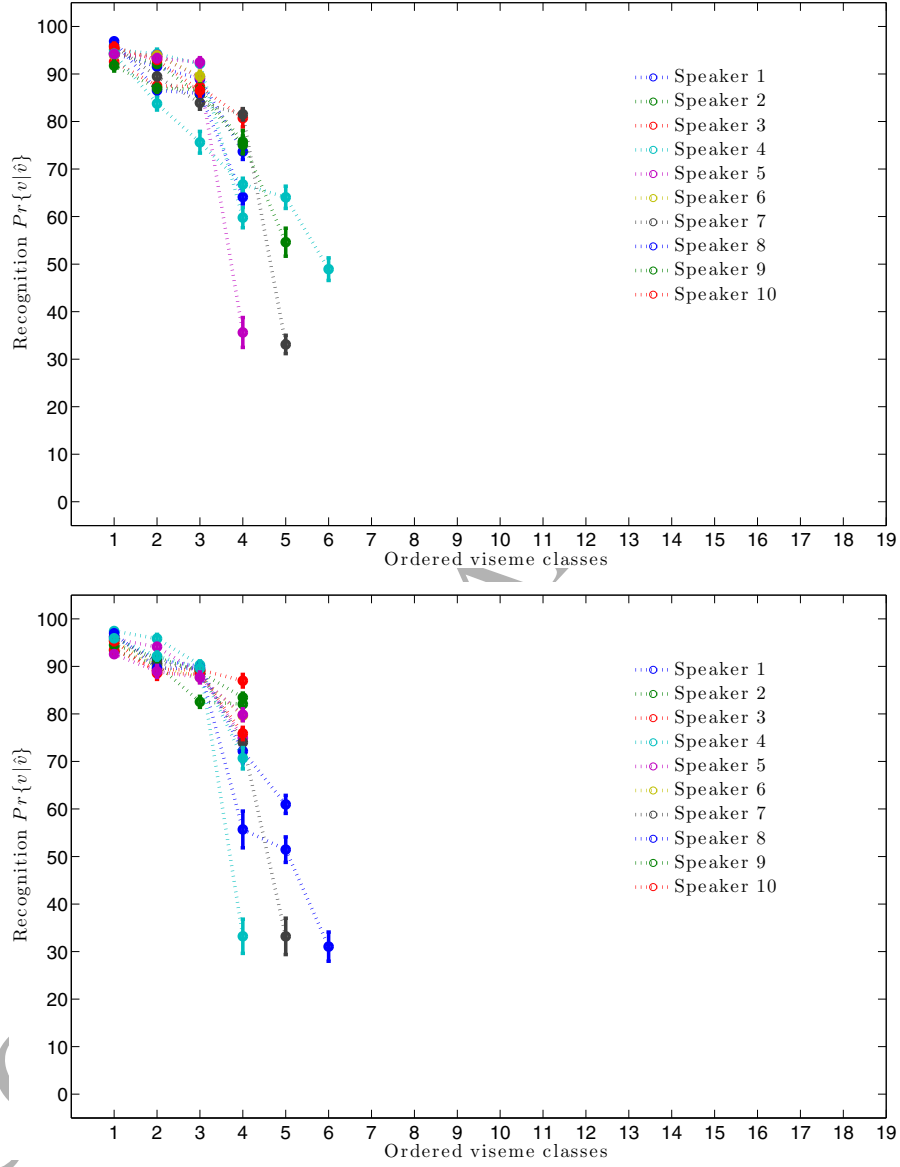 100
90
80
70
60
50
40
30
20
10
0
Recognition Pr{v|v̂}
Speaker 1
Speaker 2
Speaker 3
Speaker 4
Speaker 5
Speaker 6
Speaker 7
Speaker 8
Speaker 9
Speaker 10
1 2 3 4 5 6 7 8 9 10 11 12 13 14 15 16 17 18 19
Ordered viseme classes
100
90
80
70
60
50
40
30
20
10
0
Recognition Pr{v|v̂}
Speaker 1
Speaker 2
Speaker 3
Speaker 4
Speaker 5
Speaker 6
Speaker 7
Speaker 8
Speaker 9
Speaker 10
1 2 3 4 5 6 7 8 9 10 11 12 13 14 15 16 17 18 19
Ordered viseme classes